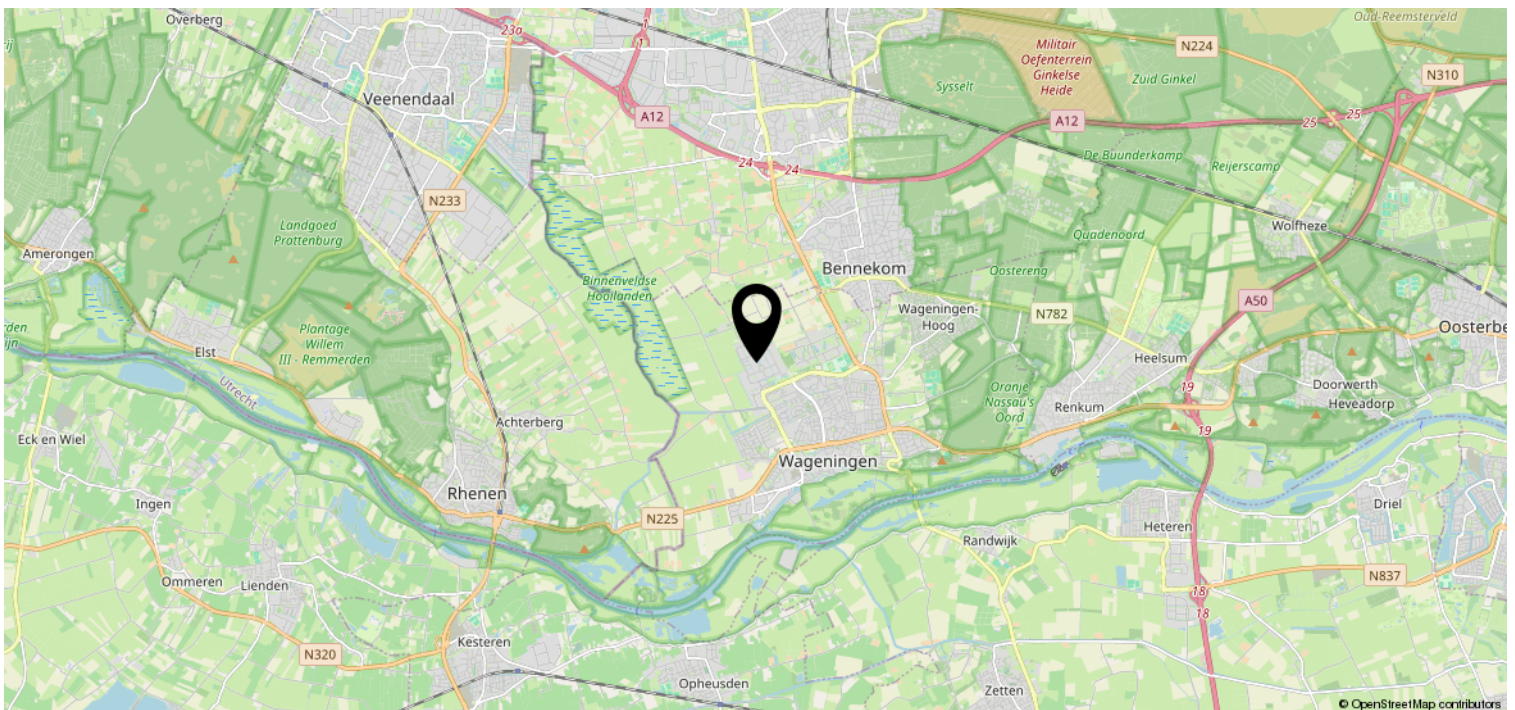 Overberg
23a
1
1
Oud-Reemsterveld
N224
Militair
Oefenterrein
Ginkelse
Heide
Sysselt
Zuid Ginkel
N310
Veenendaal
A12
A12
25
25
24
24
De Buunderkamp
Reijerscamp
N233
Landgoed
Prattenburg
Wolfheze
Quadenoord
Amerongen
Bennekom
Oostereng
Binnenveldse
Hooilanden
A50
Wageningen-
Hoog
N782
Plantage
Willem
III - Remmerden
Oosterbe
Elst
Heelsum
Utrecht
Oranje
Nassau's
Oord
19
Doorwerth
Heveadorp
Renkum
Achterberg
19
Eck en Wiel
Wageningen
Rhenen
Ingen
Driel
N225
Heteren
Randwijk
Ommeren
Lienden
N837
18
18
Kesteren
N320
Opheusden
Zetten
© OpenStreetMap contributors